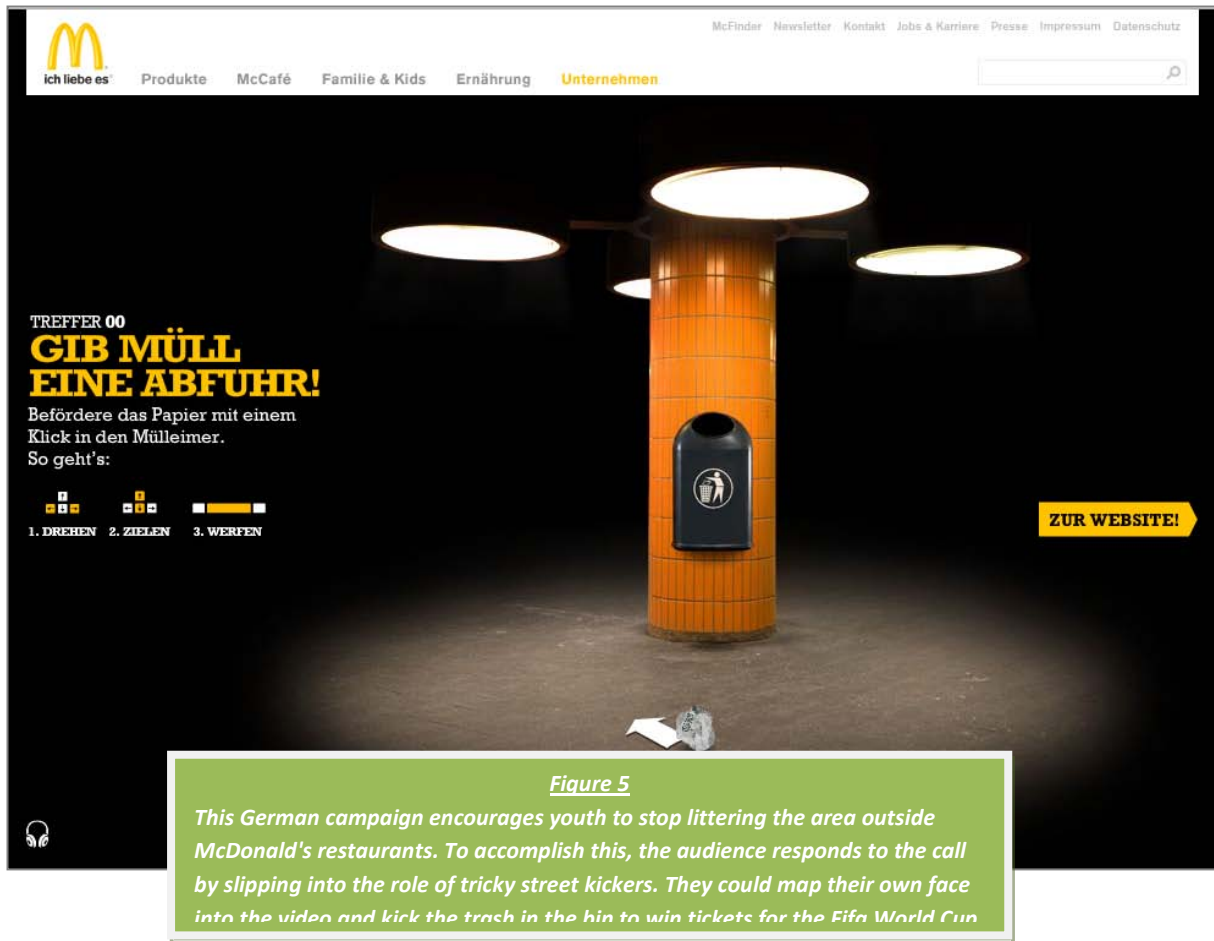 McFinder Newsletter Kontakt Jobs & Karriere Presse Impressum Datenschutz
ich liebe es
Produkte McCafé Familie & Kids Ernährung Unternehmen
TREFFER 00
GIB MÜLL
EINE ABFUHR!
Befördere das Papier mit einem
Klick in den Mülleimer.
So geht's:
1. DREHEN 2. ZIELEN 3. WERFEN
ZUR WEBSITE!
Figure 5
This German campaign encourages youth to stop littering the area outside
McDonald's restaurants. To accomplish this, the audience responds to the call
by slipping into the role of tricky street kickers. They could map their own face
into the video and kick the trash in the bin to win tickets for the Fifa World Cup